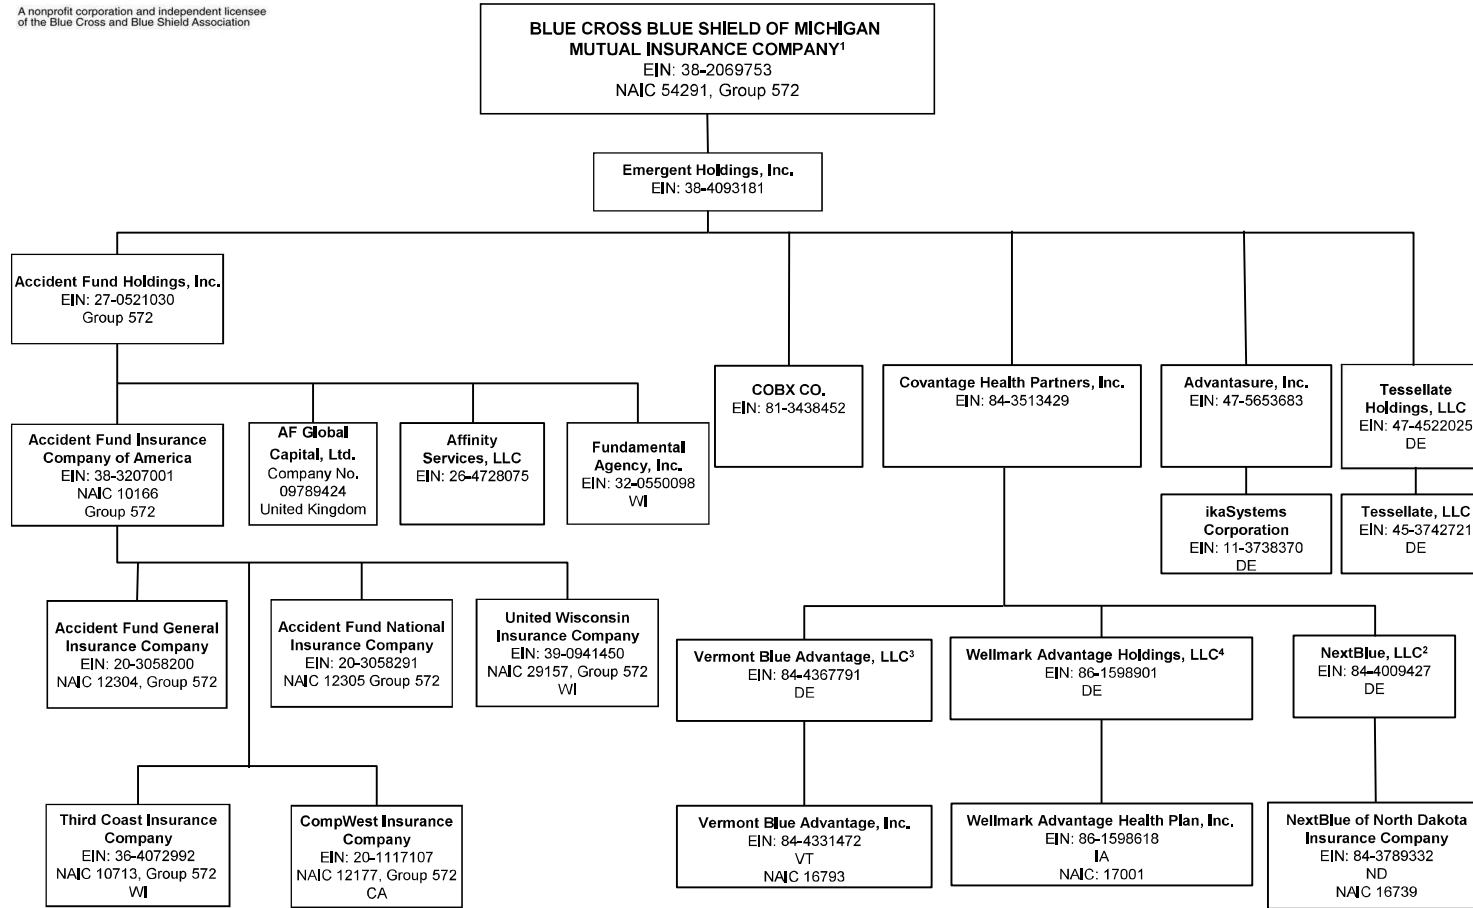 A nonprofit corporation and independent licensee
of the Blue Cross and Blue Shield Association
BLUE CROSS BLUE SHIELD OF MICHIGAN
MUTUAL INSURANCE COMPANY¹
EIN: 38-2069753
NAIC 54291, Group 572
Emergent Holdings, Inc.
EIN: 38-4093181
Accident Fund Holdings, Inc.
EIN: 27-0521030
Group 572
COBX CO.
EIN: 81-3438452
Covantage Health Partners, Inc.
EIN: 84-3513429
Advantasure, Inc.
EIN: 47-5653683
Tessellate
Holdings, LLC
EIN: 47-4522025
DE
Accident Fund Insurance
Company of America
EIN: 38-3207001
NAIC 10166
Group 572
AF Global
Capital, Ltd.
Company No.
09789424
United Kingdom
Affinity
Services, LLC
EIN: 26-4728075
Fundamental
Agency, Inc.
EIN: 32-0550098
WI
ikaSystems
Corporation
EIN: 11-3738370
DE
Tessellate, LLC
EIN: 45-3742721
DE
Accident Fund General
Insurance Company
EIN: 20-3058200
NAIC 12304, Group 572
Accident Fund National
Insurance Company
EIN: 20-3058291
NAIC 12305 Group 572
United Wisconsin
Insurance Company
EIN: 39-0941450
NAIC 29157, Group 572
WI
Vermont Blue Advantage, LLC³
EIN: 84-4367791
DE
Wellmark Advantage Holdings, LLC⁴
EIN: 86-1598901
DE
NextBlue, LLC²
EIN: 84-4009427
DE
Third Coast Insurance
Company
EIN: 36-4072992
NAIC 10713, Group 572
WI
CompWest Insurance
Company
EIN: 20-1117107
NAIC 12177, Group 572
CA
Vermont Blue Advantage, Inc.
EIN: 84-4331472
VT
NAIC 16793
Wellmark Advantage Health Plan, Inc.
EIN: 86-1598618
IA
NAIC: 17001
NextBlue of North Dakota
Insurance Company
EIN: 84-3789332
ND
NAIC 16739